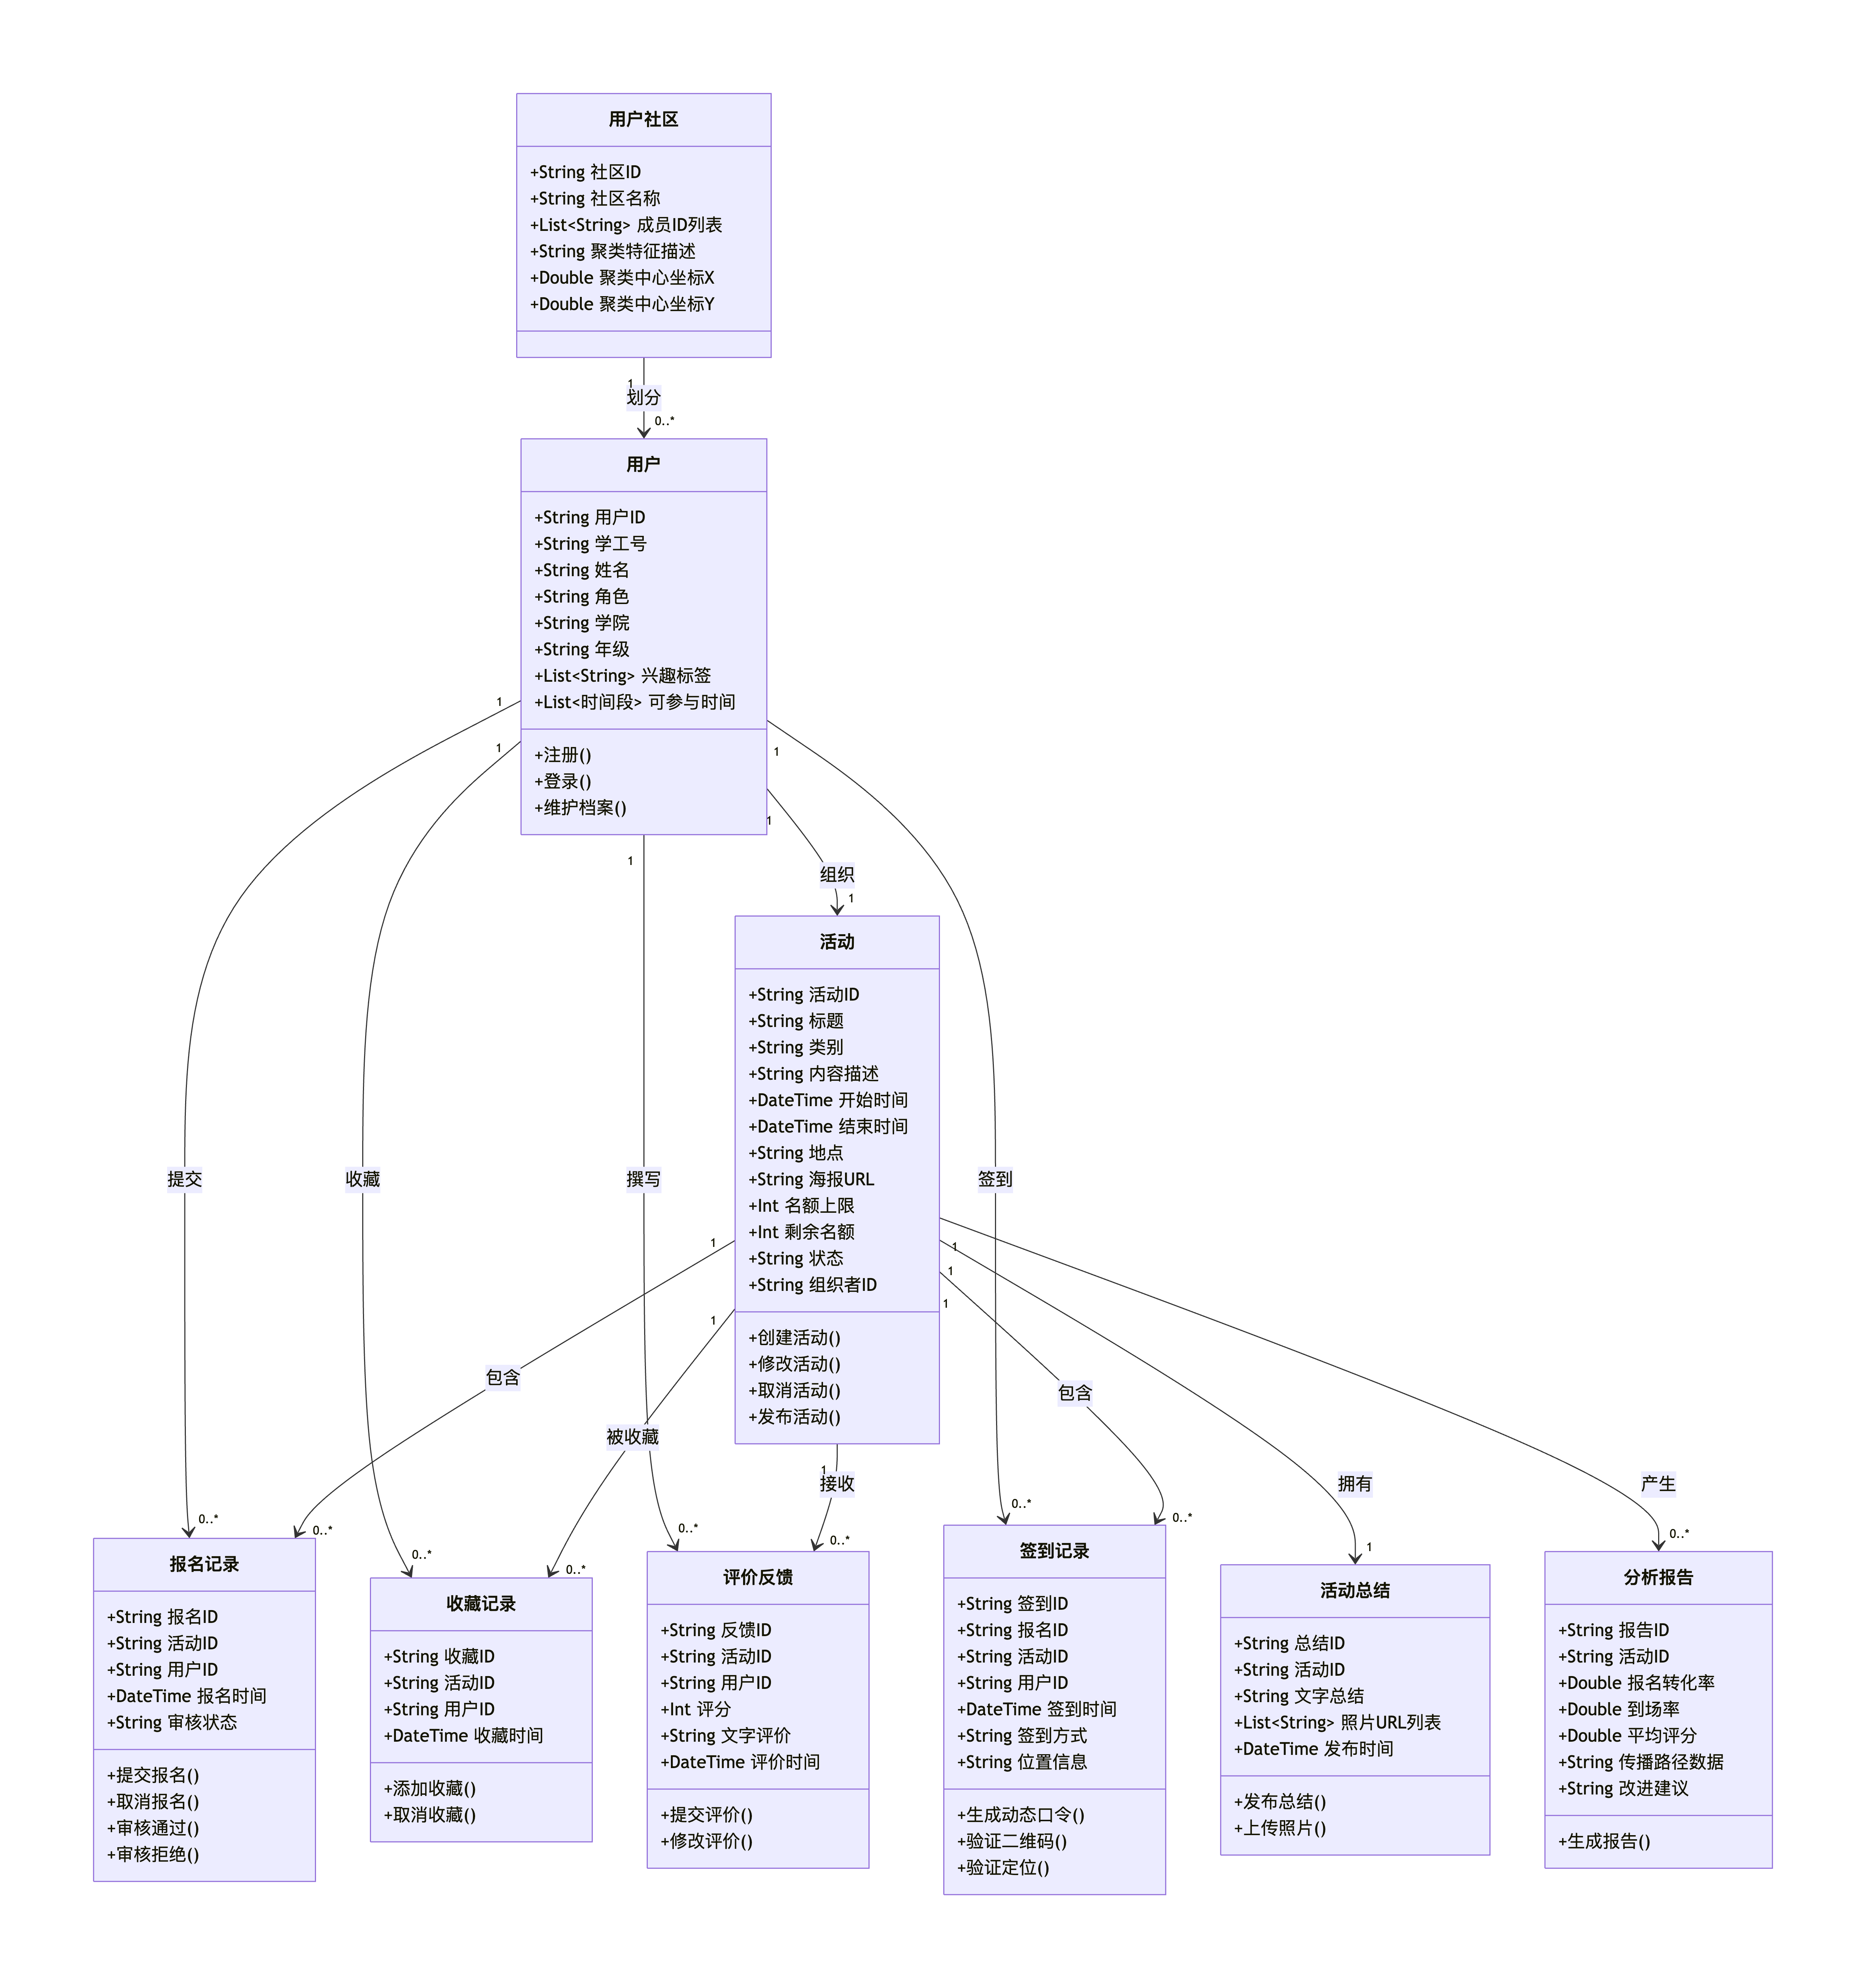 用户社区
+String 社区ID
+String 社区名称
+List<String> 成员ID列表
+String 聚类特征描述
+Double 聚类中心坐标X
+Double 聚类中心坐标Y
1
划分
0..*
用户
+String 用户ID
+String 学工号
+String 姓名
+String 角色
+String 学院
+String 年级
+List<String> 兴趣标签
+List<时间段> 可参与时间
+注册()
+登录()
+维护档案()
1
1
1
1
1
组织
1
活动
+String 活动ID
+String 标题
+String 类别
+String 内容描述
+DateTime 开始时间
+DateTime 结束时间
+String 地点
+String 海报URL
+Int 名额上限
+Int 剩余名额
+String 状态
+String 组织者ID
+创建活动()
+修改活动()
+取消活动()
+发布活动()
提交
收藏
撰写
签到
1
1
1
1
1
1
包含
包含
被收藏
接收
拥有
产生
0..*
0..*
0..*
0..*
0..*
0..*
0..*
0..*
1
0..*
报名记录
+String 报名ID
+String 活动ID
+String 用户ID
+DateTime 报名时间
+String 审核状态
+提交报名()
+取消报名()
+审核通过()
+审核拒绝()
收藏记录
+String 收藏ID
+String 活动ID
+String 用户ID
+DateTime 收藏时间
+添加收藏()
+取消收藏()
评价反馈
+String 反馈ID
+String 活动ID
+String 用户ID
+Int 评分
+String 文字评价
+DateTime 评价时间
+提交评价()
+修改评价()
签到记录
+String 签到ID
+String 报名ID
+String 活动ID
+String 用户ID
+DateTime 签到时间
+String 签到方式
+String 位置信息
+生成动态口令()
+验证二维码()
+验证定位()
活动总结
+String 总结ID
+String 活动ID
+String 文字总结
+List<String> 照片URL列表
+DateTime 发布时间
+发布总结()
+上传照片()
分析报告
+String 报告ID
+String 活动ID
+Double 报名转化率
+Double 到场率
+Double 平均评分
+String 传播路径数据
+String 改进建议
+生成报告()